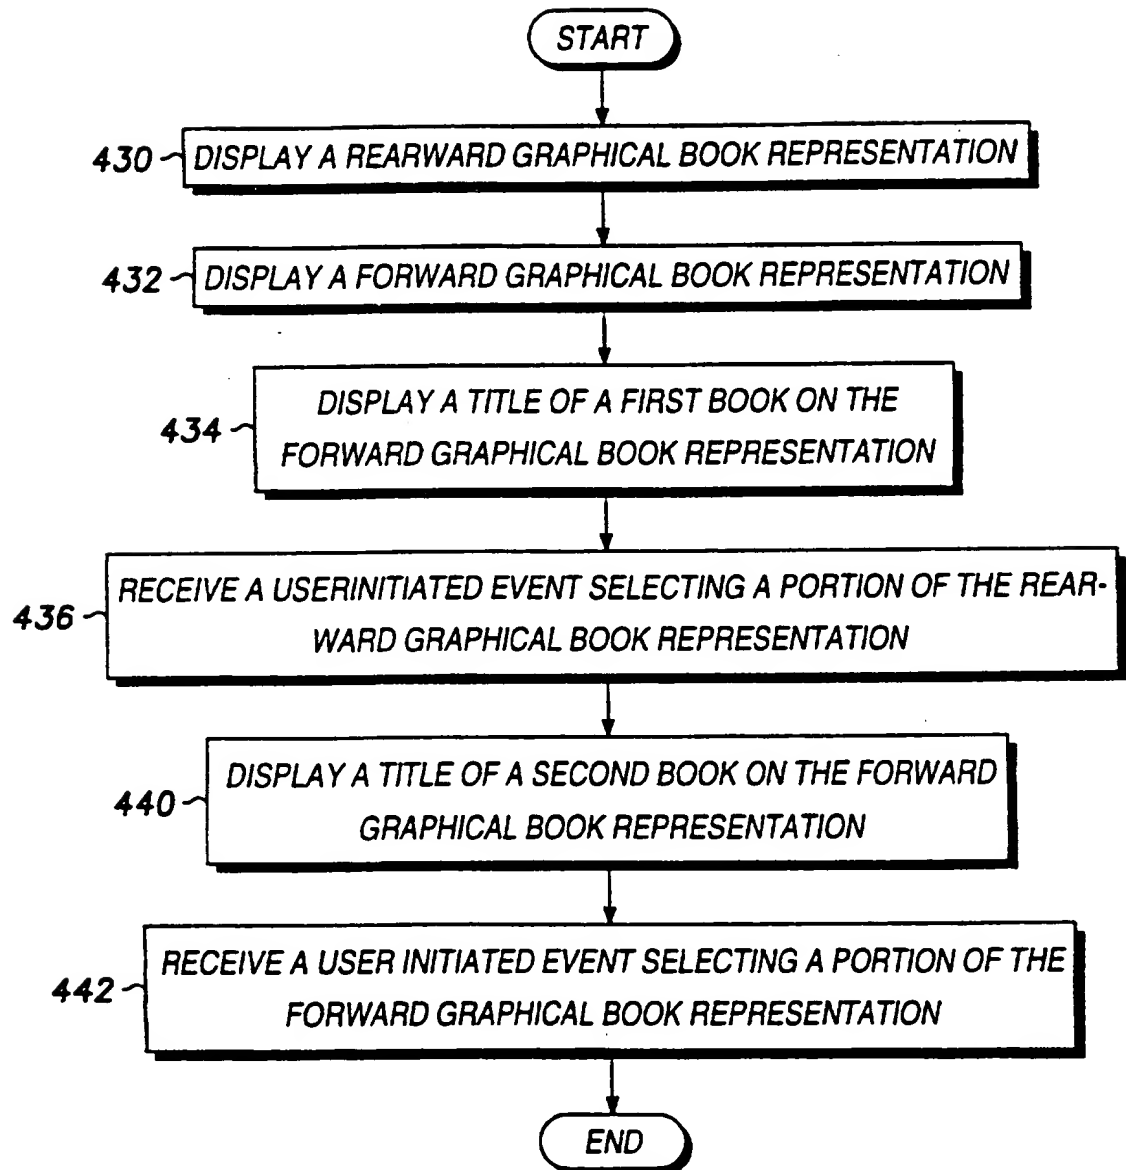 START
430 DISPLAY A REARWARD GRAPHICAL BOOK REPRESENTATION
432 DISPLAY A FORWARD GRAPHICAL BOOK REPRESENTATION
DISPLAY A TITLE OF A FIRST BOOK ON THE
434
FORWARD GRAPHICAL BOOK REPRESENTATION
RECEIVE A USERINITIATED EVENT SELECTING A PORTION OF THE REAR-
436
WARD GRAPHICAL BOOK REPRESENTATION
DISPLAY A TITLE OF A SECOND BOOK ON THE FORWARD
440
GRAPHICAL BOOK REPRESENTATION
RECEIVE A USER INITIATED EVENT SELECTING A PORTION OF THE
442
FORWARD GRAPHICAL BOOK REPRESENTATION
END